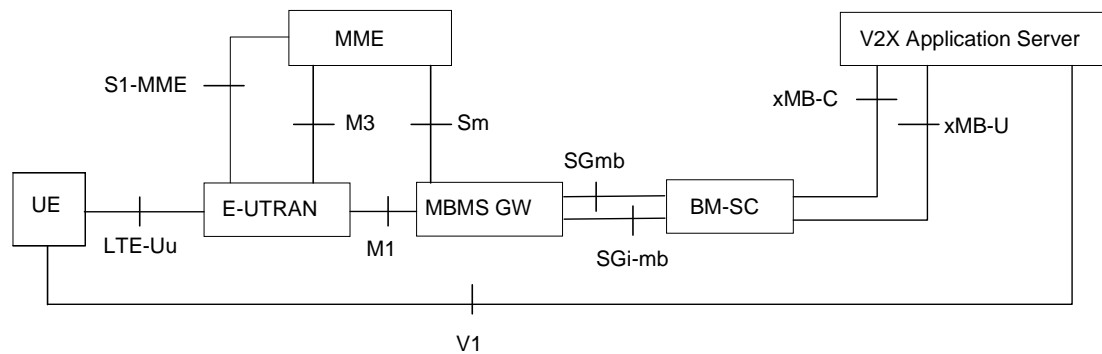 MME
V2X Application Server
S1-MME
xMB-C
M3
Sm
xMB-U
SGmb
UE
E-UTRAN
MBMS GW
BM-SC
LTE-Uu
M1
SGi-mb
V1